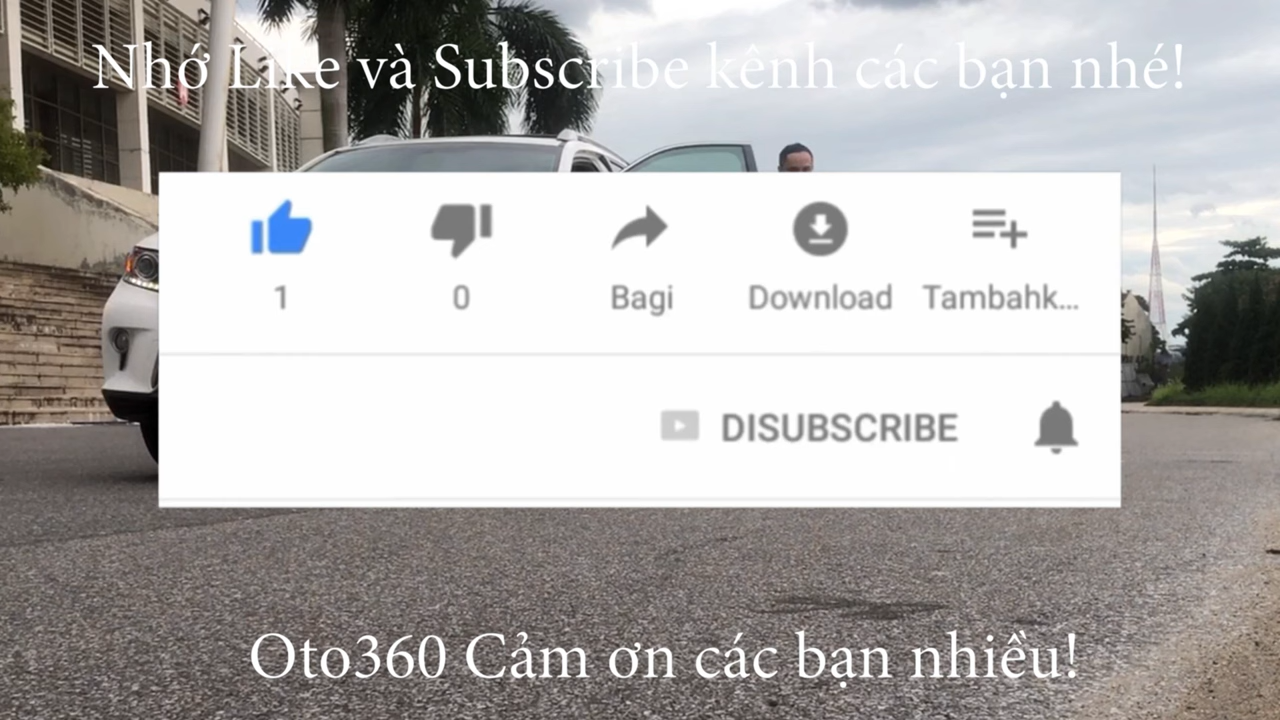 Nhớ Like và Subscribe kênh các bạn nhé!
1 0 Bagi Download Tambahk...
DISUBSCRIBE
Oto360 Cảm ơn các bạn nhiều!